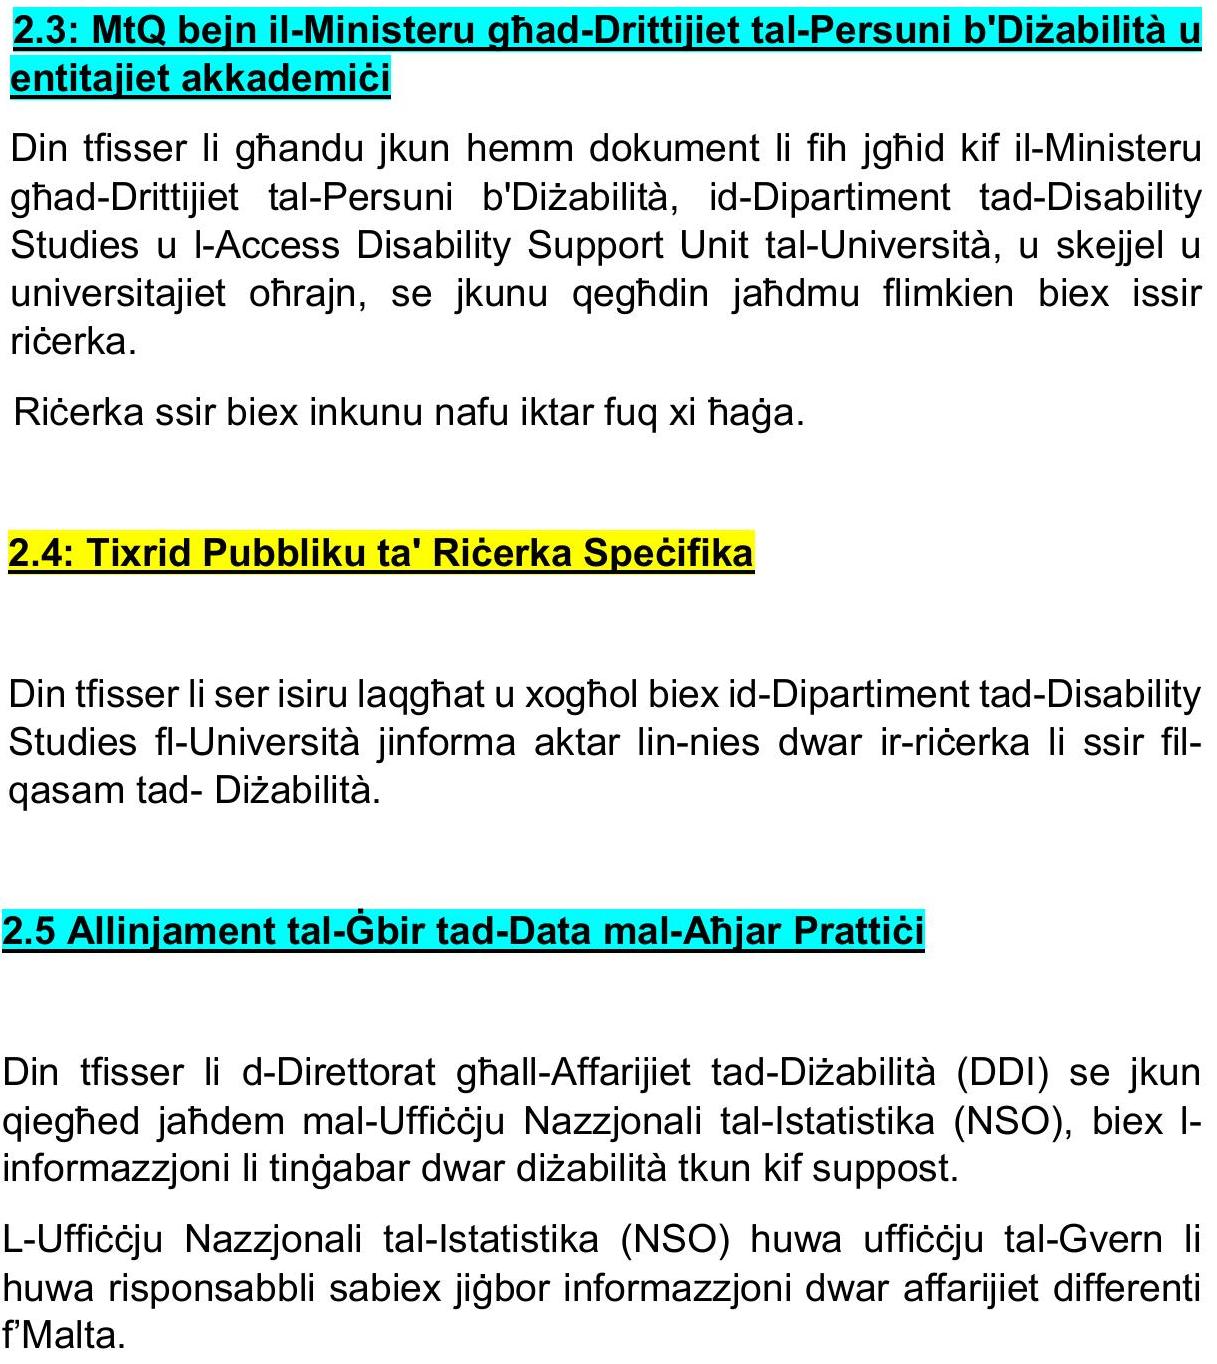 2.3: MtQ bejn il-Ministeru għad-Drittijiet tal-Persuni b'Diżabilità u
entitajiet akkademiċi
Din tfisser li għandu jkun hemm dokument li fih jgħid kif il-Ministeru
għad-Drittijiet tal-Persuni b'Diżabilità, id-Dipartiment tad-Disability
Studies u l-Access Disability Support Unit tal-Università, u skejjel u
universitajiet oħrajn, se jkunu qegħdin jaħdmu flimkien biex issir
riċerka.
Riċerka ssir biex inkunu nafu iktar fuq xi ħaġa.
2.4: Tixrid Pubbliku ta' Riċerka Speċifika
Din tfisser li ser isiru laqgħat u xogħol biex id-Dipartiment tad-Disability
Studies fl-Università jinforma aktar lin-nies dwar ir-riċerka li ssir fil-
qasam tad- Diżabilità.
2.5 Allinjament tal-Ġbir tad-Data mal-Aħjar Prattiċi
Din tfisser li d-Direttorat għall-Affarijiet tad-Diżabilità (DDI) se jkun
qiegħed jaħdem mal-Uffiċċju Nazzjonali tal-Istatistika (NSO), biex l-
informazzjoni li tinġabar dwar diżabilità tkun kif suppost.
L-Uffiċċju Nazzjonali tal-Istatistika (NSO) huwa uffiċċju tal-Gvern li
huwa risponsabbli sabiex jiġbor informazzjoni dwar affarijiet differenti
f’Malta.